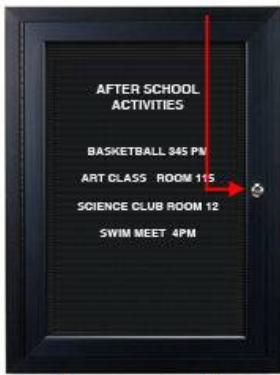 AFTER SCHOOL
ACTIVITIES
BASKETBALL 345 PM
ART CLASS ROOM 115
SCIENCE CLUB ROOM 12
SWIM MEET 4PM